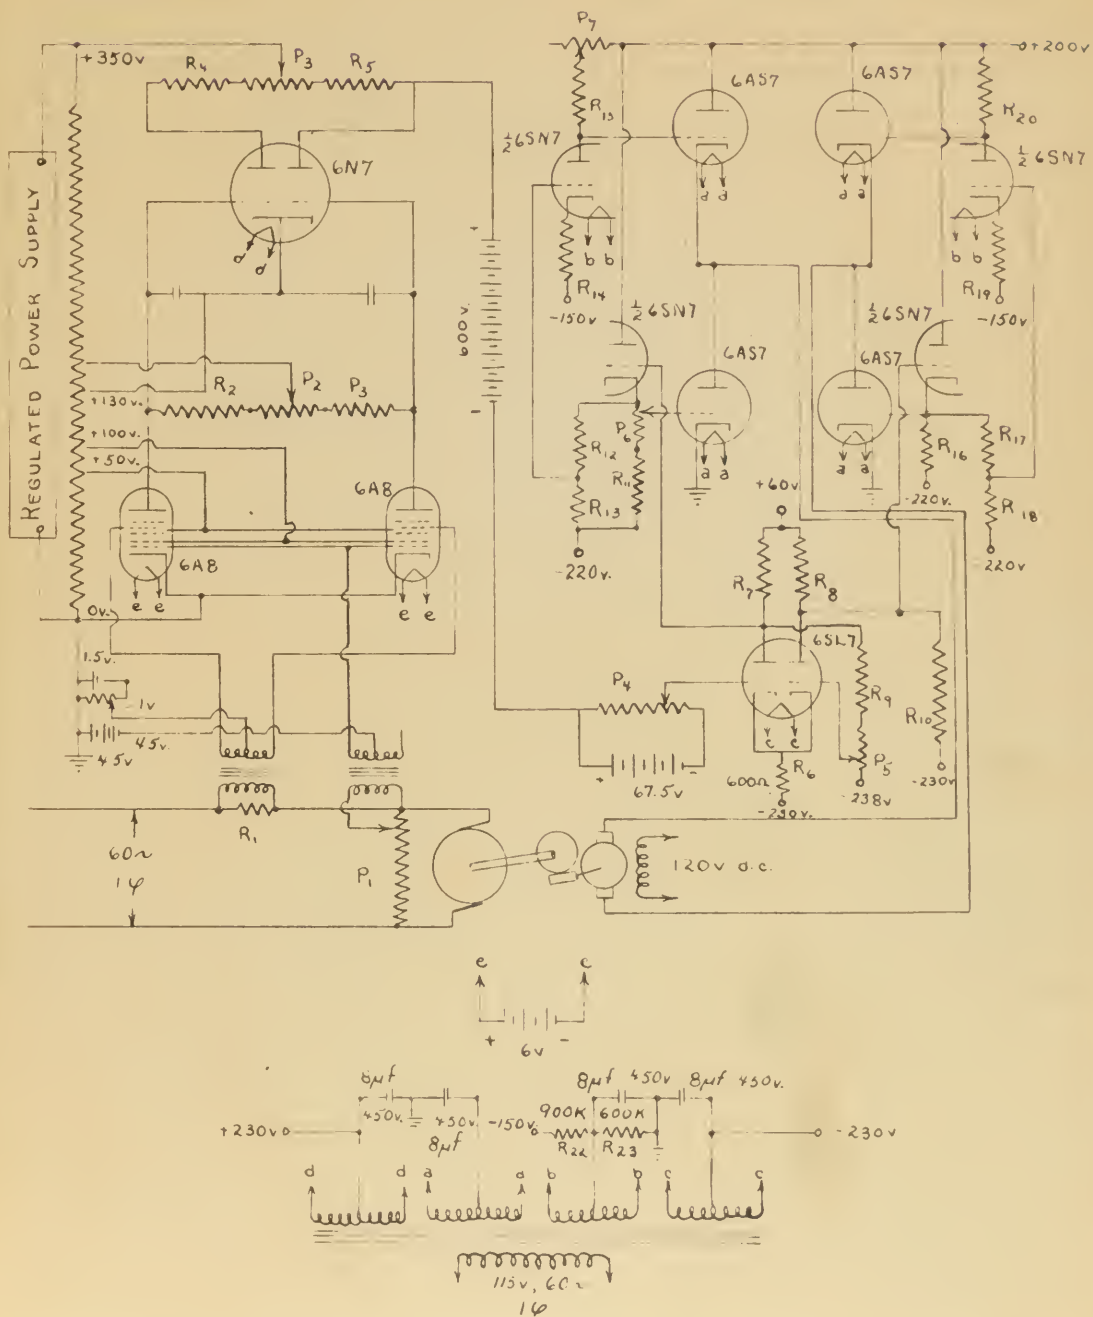 REGULATED POWER SUPPLY
+350v
R4
P3
R5
6N7
d
d
R2
P2
P3
+130v.
+100v.
+50v.
6A8
6A8
e
e
e
e
0v.
1.5v.
-1v
45v.
45v
R1
60~
1φ
P1
+
600v.
-
P7
+200v
R15
6AS7
6AS7
R20
½6SN7
½6SN7
a
a
a
a
b
b
b
b
R14
-150v
R19
-150v
½6SN7
½6SN7
6AS7
6AS7
P6
R12
R11
R13
a
a
a
a
R16
R17
R18
-220v.
-220v.
-220v
+60v
R7
R8
6SL7
P4
R9
R10
c
e
R6
600Ω
P5
-230v.
-238v
-230v
+
67.5v
-
120v d.c.
e
c
+
6v
-
8μf
450v.
450v.
8μf
+230v
-150v
8μf
450v
8μf
450v.
900K
600K
R22
R23
-230v
d
d
a
a
b
b
c
c
115v, 60~
1φ